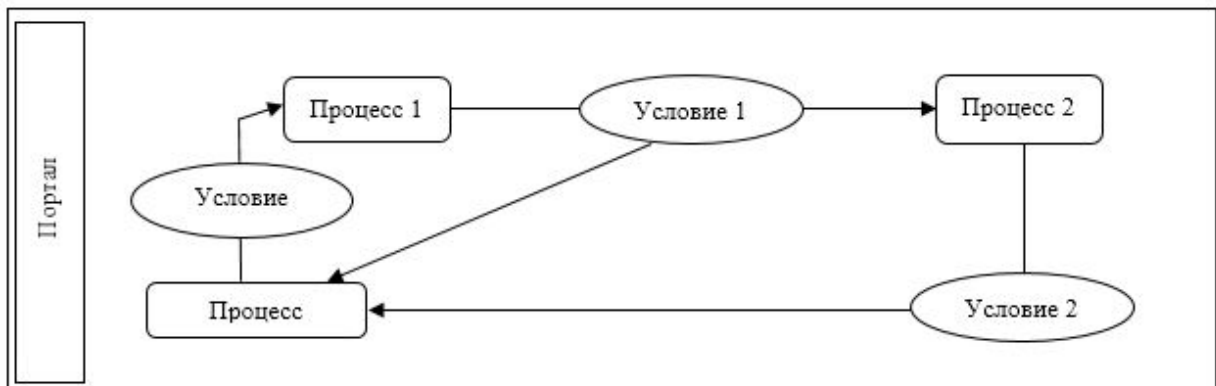 Портал
Процесс 1
Условие 1
Процесс 2
Условие
Процесс
Условие 2